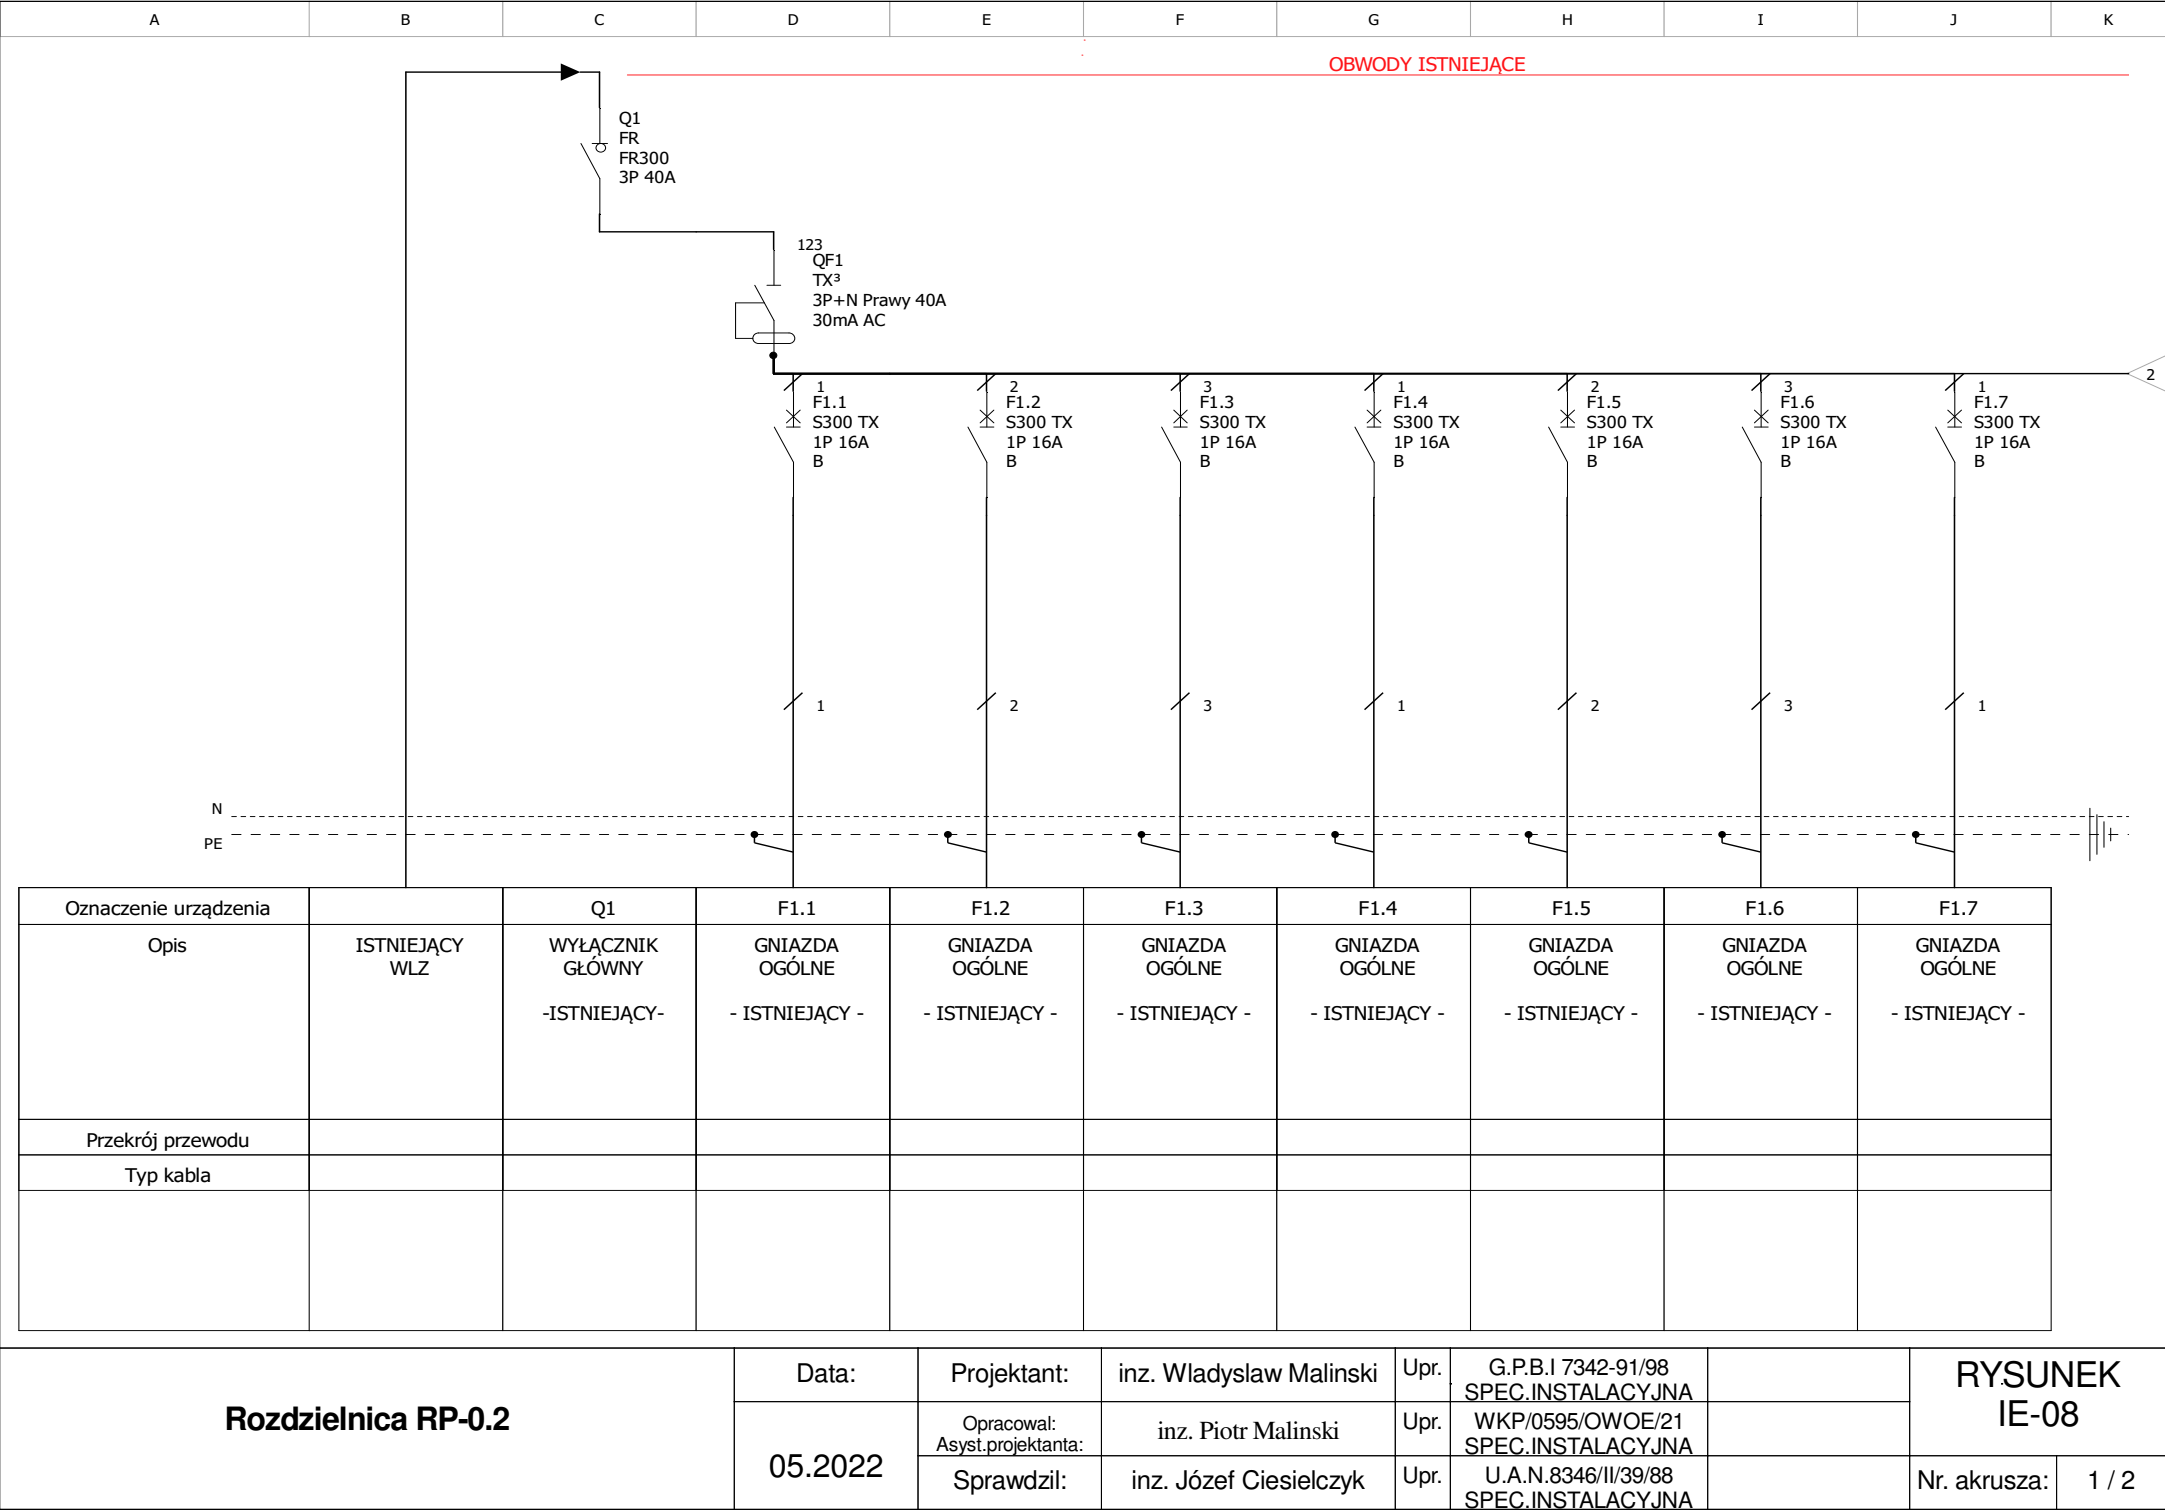 A B C D E F G H I J K
OBWODY ISTNIEJĄCE
Q1
FR
FR300
3P 40A
123
QF1
TX³
3P+N Prawy 40A
30mA AC
2
1 2 3 1 2 3 1
F1.1 F1.2 F1.3 F1.4 F1.5 F1.6 F1.7
S300 TX S300 TX S300 TX S300 TX S300 TX S300 TX S300 TX
1P 16A 1P 16A 1P 16A 1P 16A 1P 16A 1P 16A 1P 16A
B B B B B B B
1 2 3 1 2 3 1
N
PE
Oznaczenie urządzenia Q1 F1.1 F1.2 F1.3 F1.4 F1.5 F1.6 F1.7
Opis ISTNIEJĄCY WYŁĄCZNIK GNIAZDA GNIAZDA GNIAZDA GNIAZDA GNIAZDA GNIAZDA GNIAZDA
WLZ GŁÓWNY OGÓLNE OGÓLNE OGÓLNE OGÓLNE OGÓLNE OGÓLNE OGÓLNE
-ISTNIEJĄCY- - ISTNIEJĄCY - - ISTNIEJĄCY - - ISTNIEJĄCY - - ISTNIEJĄCY - - ISTNIEJĄCY - - ISTNIEJĄCY - - ISTNIEJĄCY -
Przekrój przewodu
Typ kabla
Rozdzielnica RP-0.2
Data:
05.2022
Projektant: inz. Wladyslaw Malinski Upr. G.P.B.I 7342-91/98
SPEC.INSTALACYJNA
Opracowal:
Asyst.projektanta: inz. Piotr Malinski Upr. WKP/0595/OWOE/21
SPEC.INSTALACYJNA
Sprawdzil: inz. Józef Ciesielczyk Upr. U.A.N.8346/II/39/88
SPEC.INSTALACYJNA
RYSUNEK
IE-08
Nr. akrusza: 1 / 2